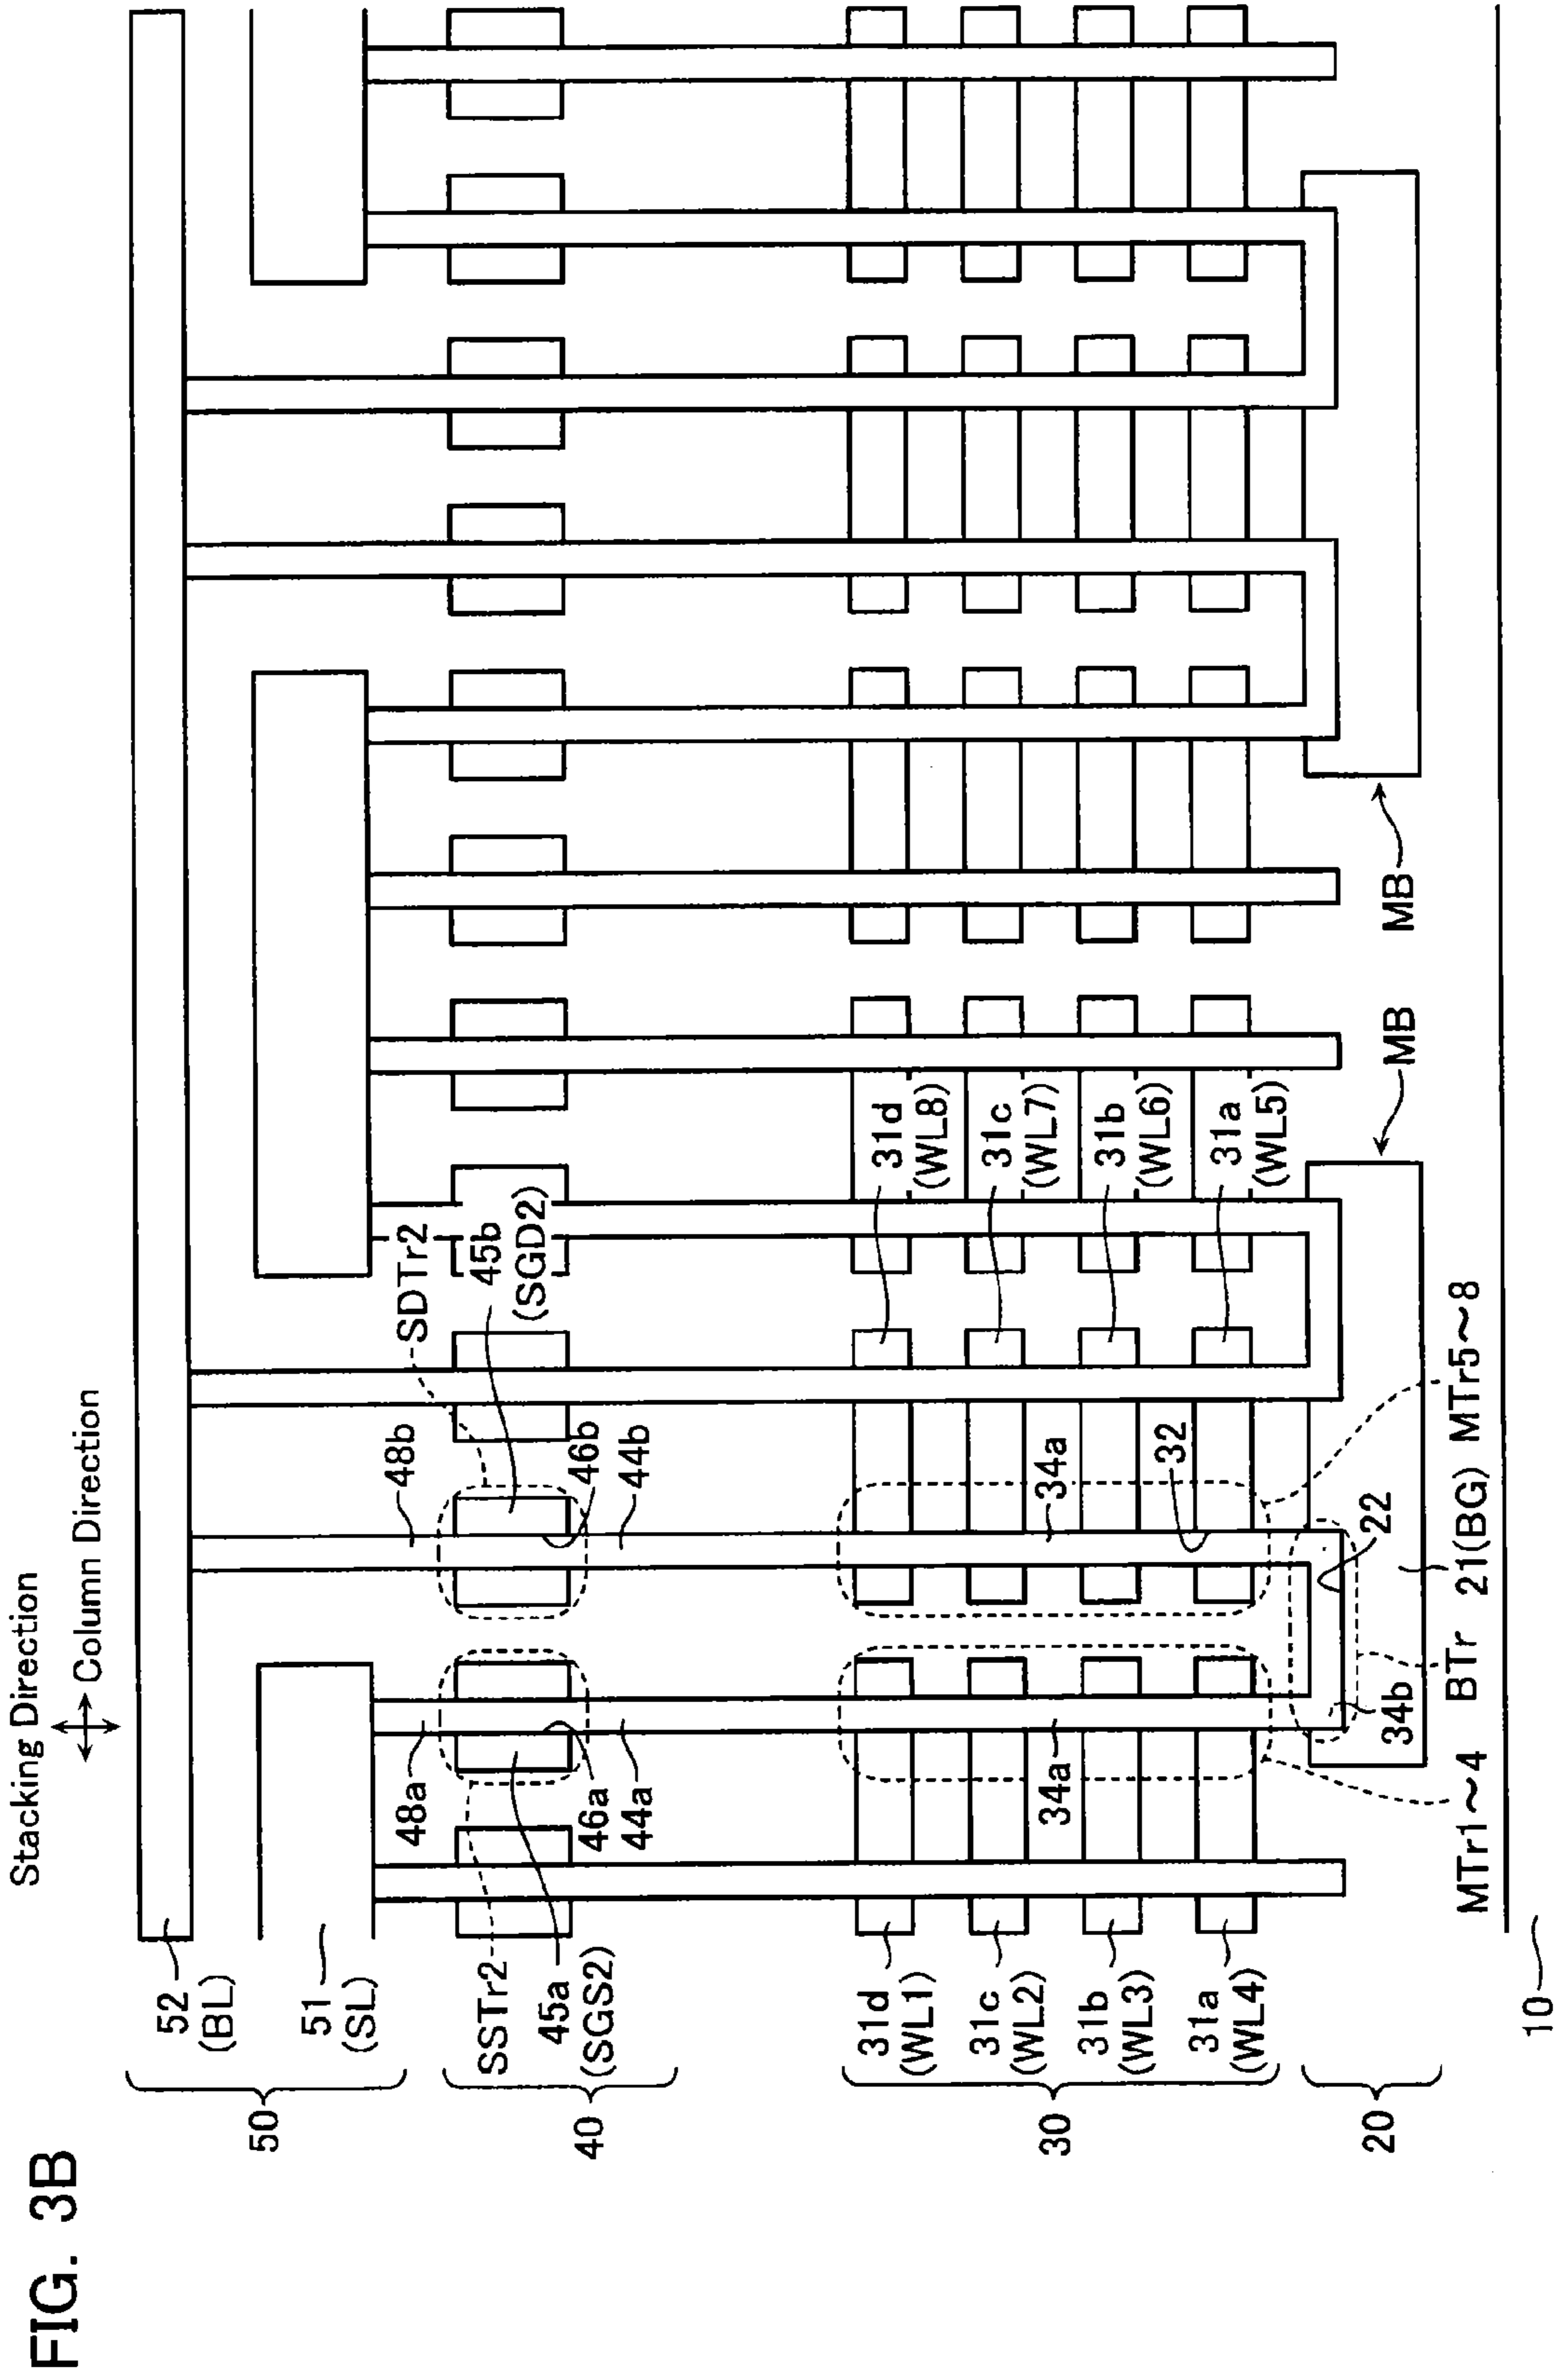 FIG. 3B
Stacking Direction
Column Direction
50
52
(BL)
51
(SL)
40
SSTr2
45a
(SGS2)
48a
46a
44a
48b
46b
44b
SDTr2
45b
(SGD2)
30
31d
(WL1)
31c
(WL2)
31b
(WL3)
31a
(WL4)
34a
34a
32
31d
(WL8)
31c
(WL7)
31b
(WL6)
31a
(WL5)
20
34b
22
MB
MB
MTr1~4
BTr
21(BG)
MTr5~8
10